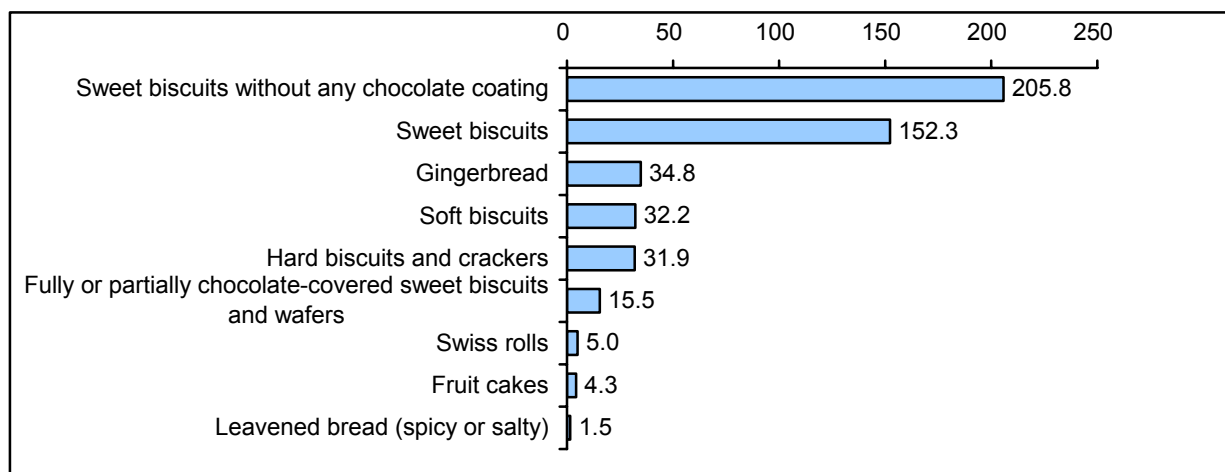 0 50 100 150 200 250
Sweet biscuits without any chocolate coating 205.8
Sweet biscuits 152.3
Gingerbread 34.8
Soft biscuits 32.2
Hard biscuits and crackers 31.9
Fully or partially chocolate-covered sweet biscuits
and wafers 15.5
Swiss rolls 5.0
Fruit cakes 4.3
Leavened bread (spicy or salty) 1.5